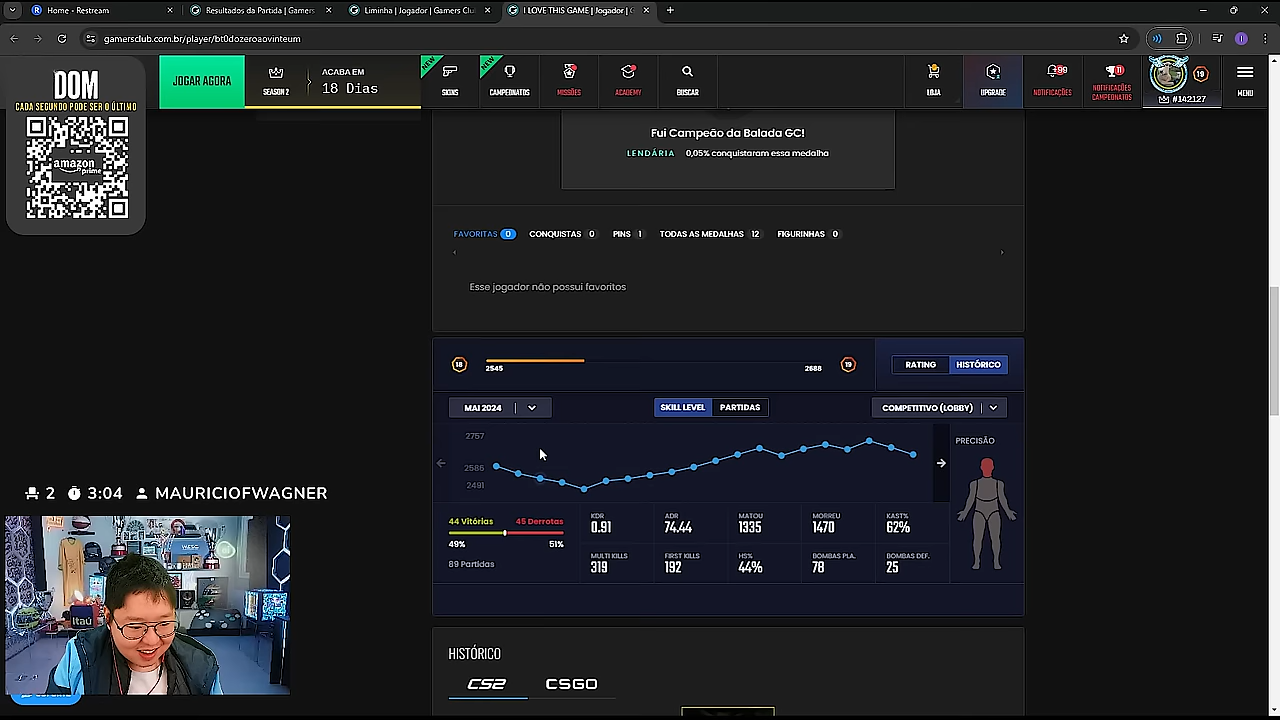 Home - Restream
Resultados da Partida | Gamers
Liminha | Jogador | Gamers Clu
I LOVE THIS GAME | Jogador |
gamersclub.com.br/player/bt0dozeroaovinteum
DOM
CADA SEGUNDO PODE SER O ÚLTIMO
amazon
prime
JOGAR AGORA
SEASON 2
ACABA EM
18 Dias
NEW
SKINS
NEW
CAMPEONATOS
MISSÕES
ACADEMY
BUSCAR
LOJA
UPGRADE
+99
NOTIFICAÇÕES
11
NOTIFICAÇÕES
CAMPEONATOS
19
#142127
MENU
Fui Campeão da Balada GC!
LENDÁRIA 0,05% conquistaram essa medalha
FAVORITAS 0 CONQUISTAS 0 PINS 1 TODAS AS MEDALHAS 12 FIGURINHAS 0
Esse jogador não possui favoritos
18
2545
2688
19
RATING HISTÓRICO
MAI 2024
SKILL LEVEL PARTIDAS
COMPETITIVO (LOBBY)
2757
2586
2491
PRECISÃO
44 Vitórias 45 Derrotas
49% 51%
89 Partidas
KDR
0.91
ADR
74.44
MATOU
1335
MORREU
1470
KAST%
62%
MULTI KILLS
319
FIRST KILLS
192
HS%
44%
BOMBAS PLA.
78
BOMBAS DEF.
25
2 3:04 MAURICIOFWAGNER
Itaú
HISTÓRICO
CS2 CSGO